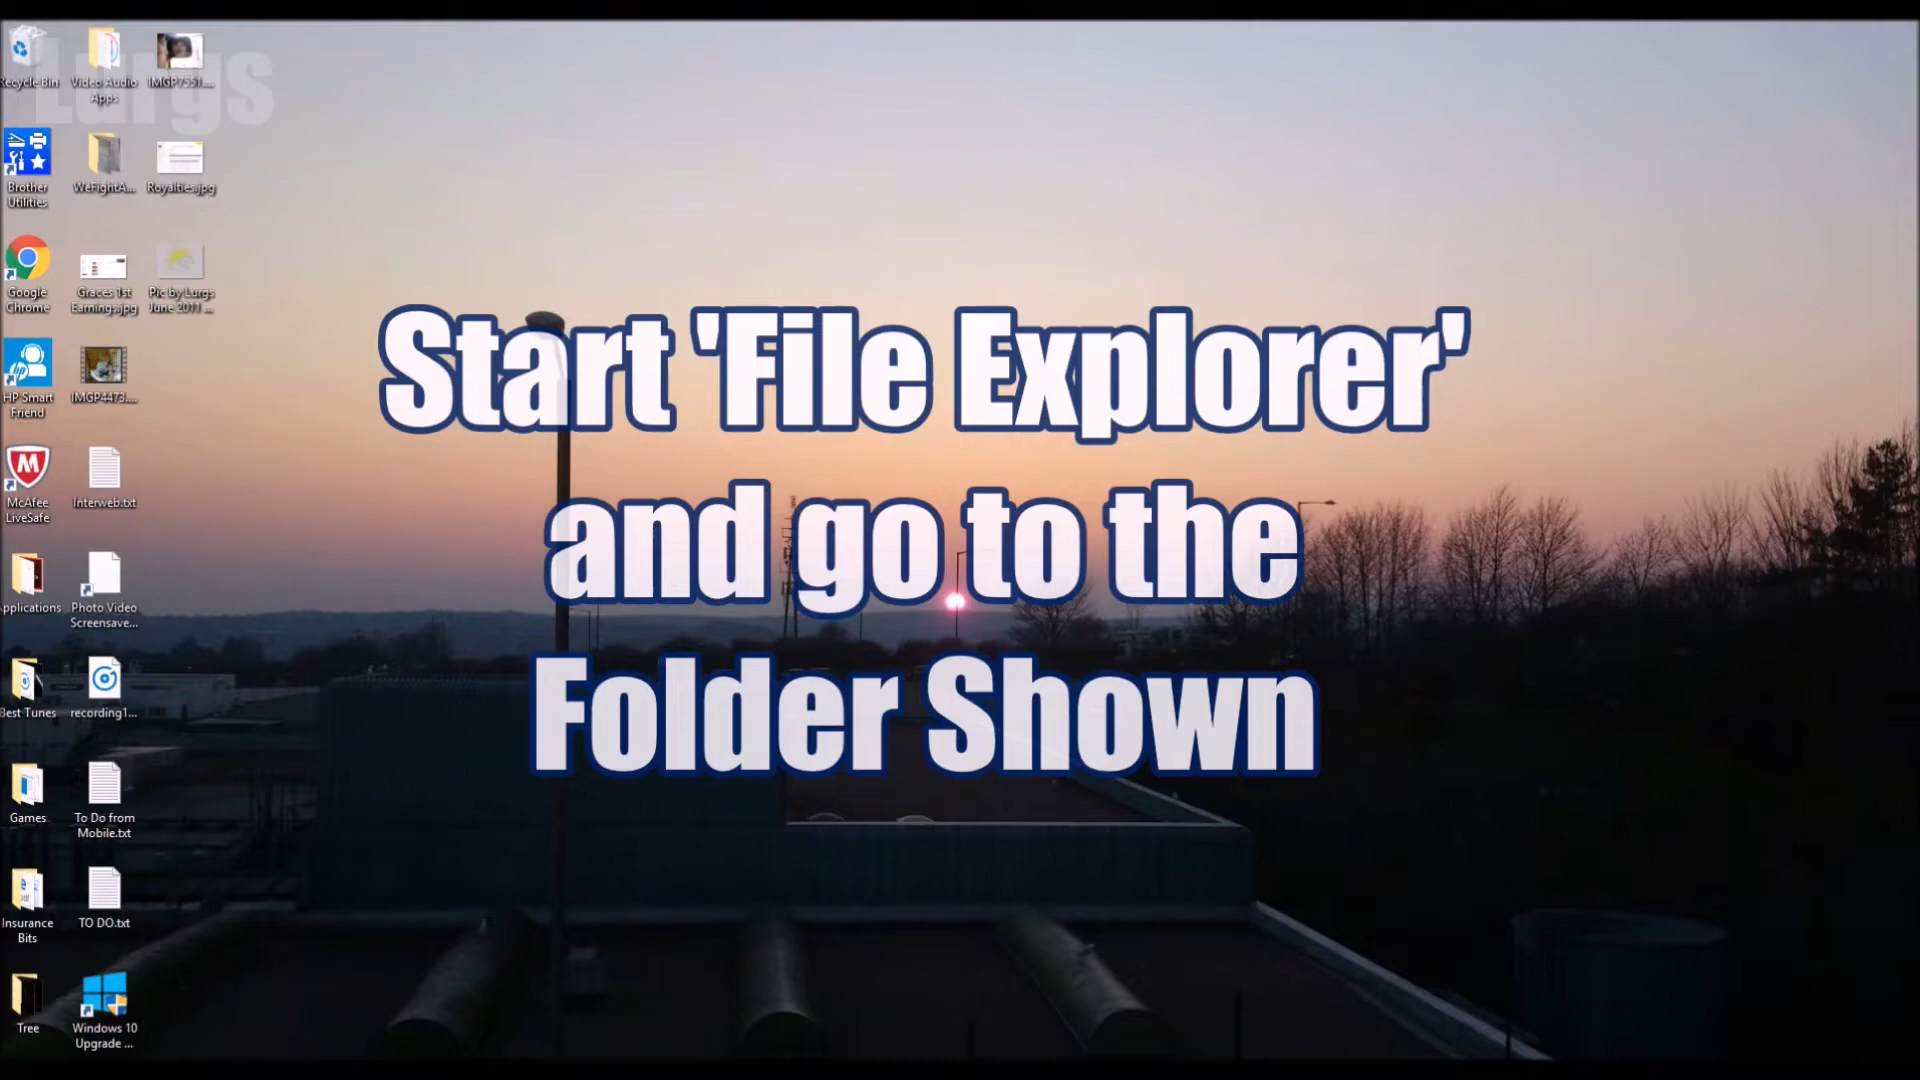 Lurgs
Recycle Bin
Video Audio
Apps
IMGP7551....
Brother
Utilities
WeFightA...
Royalties.jpg
Google
Chrome
Graces 1st
Earnings.jpg
Pic by Lurgs
June 2011 ...
HP Smart
Friend
IMGP4473....
McAfee
LiveSafe
Interweb.txt
Applications
Photo Video
Screensave...
Best Tunes
recording1...
Games
To Do from
Mobile.txt
Insurance
Bits
TO DO.txt
Tree
Windows 10
Upgrade ...
Start 'File Explorer'
and go to the
Folder Shown